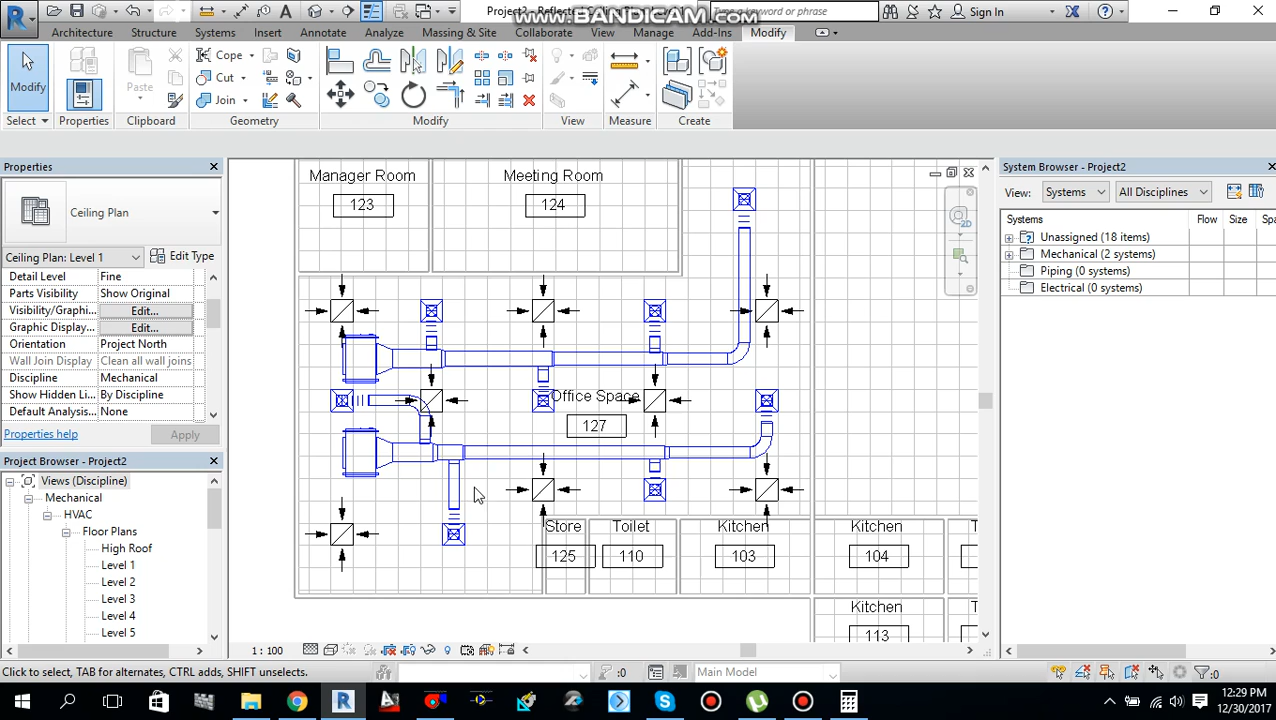 Project2 - Reflected Ceiling Plan
www.BANDICAM.com
Type a keyword or phrase
Sign In
Architecture Structure Systems Insert Annotate Analyze Massing & Site Collaborate View Manage Add-Ins Modify
Modify
Paste
Cope
Cut
Join
Select Properties Clipboard Geometry Modify View Measure Create
Properties
Ceiling Plan
Ceiling Plan: Level 1 Edit Type
Detail Level Fine
Parts Visibility Show Original
Visibility/Graphi... Edit...
Graphic Display... Edit...
Orientation Project North
Wall Join Display Clean all wall joins
Discipline Mechanical
Show Hidden Li... By Discipline
Default Analysis... None
Properties help Apply
Project Browser - Project2
Views (Discipline)
Mechanical
HVAC
Floor Plans
High Roof
Level 1
Level 2
Level 3
Level 4
Level 5
Manager Room
123
Meeting Room
124
Office Space
127
Store
125
Toilet
110
Kitchen
103
Kitchen
104
Kitchen
113
2D
System Browser - Project2
View: Systems All Disciplines
Systems Flow Size
Unassigned (18 items)
Mechanical (2 systems)
Piping (0 systems)
Electrical (0 systems)
1 : 100
Click to select, TAB for alternates, CTRL adds, SHIFT unselects.
:0
Main Model
:0
12:29 PM
12/30/2017